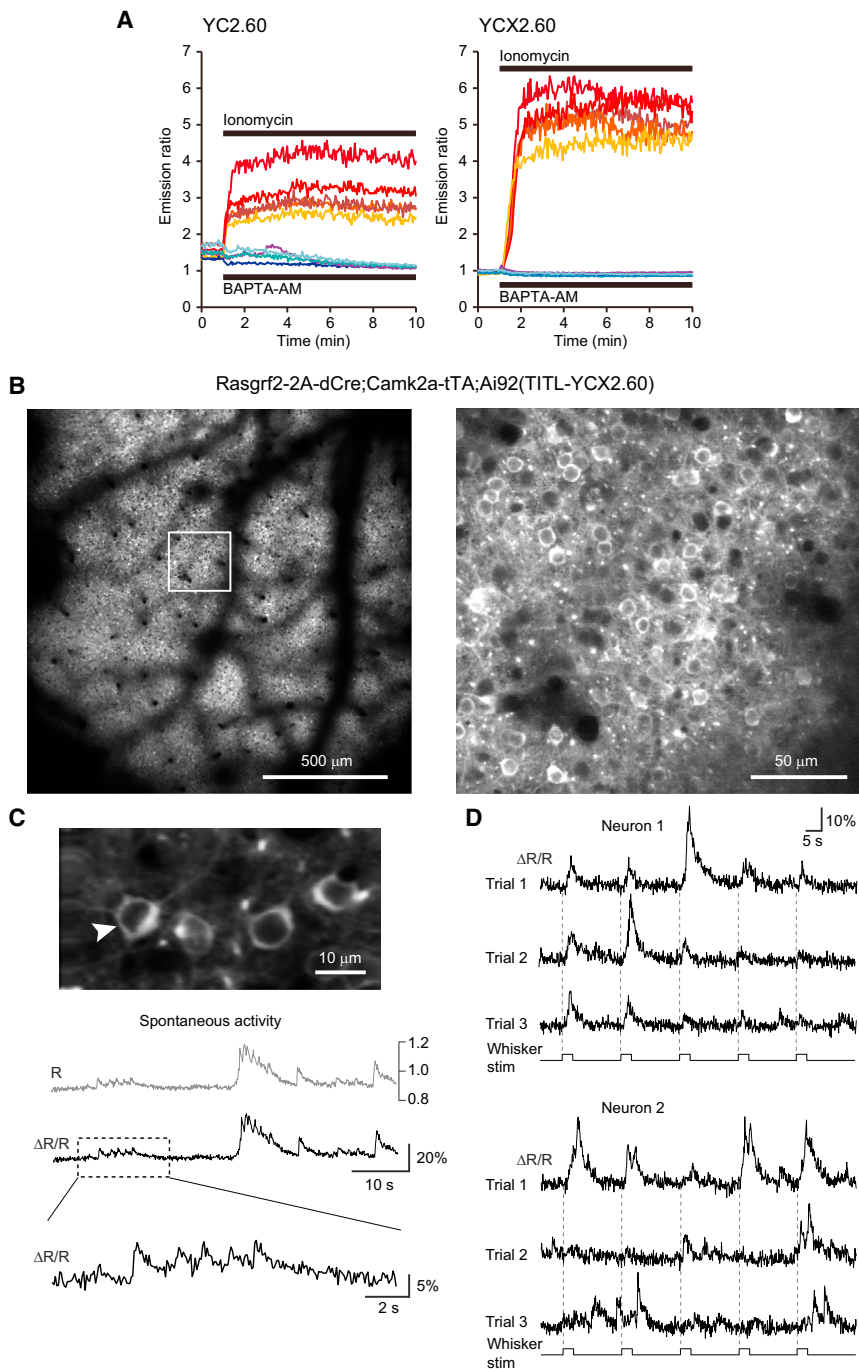 A
YC2.60
YCX2.60
7
6
5
4
3
2
1
0
Emission ratio
Ionomycin
BAPTA-AM
0 2 4 6 8 10
Time (min)
7
6
5
4
3
2
1
0
Emission ratio
Ionomycin
BAPTA-AM
0 2 4 6 8 10
Time (min)
B
Rasgrf2-2A-dCre;Camk2a-tTA;Ai92(TITL-YCX2.60)
500 μm
50 μm
C
10 μm
Spontaneous activity
R
1.2
1.0
0.8
ΔR/R
20%
10 s
ΔR/R
5%
2 s
D
Neuron 1
10%
5 s
ΔR/R
Trial 1
Trial 2
Trial 3
Whisker
stim
Neuron 2
ΔR/R
Trial 1
Trial 2
Trial 3
Whisker
stim